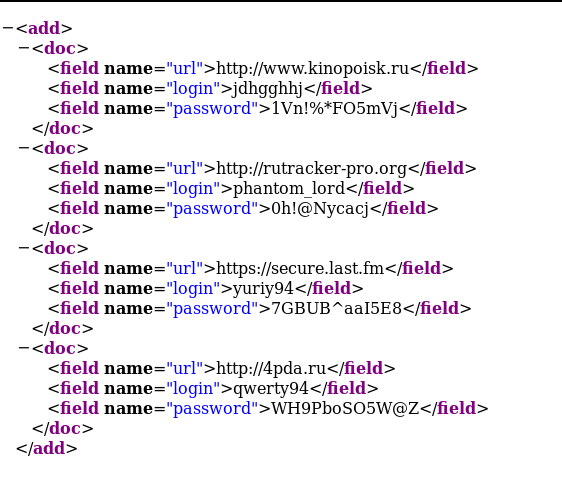 −<add>
−<doc>
<field name="url">http://www.kinopoisk.ru</field>
<field name="login">jdhgghhj</field>
<field name="password">1Vn!%*FO5mVj</field>
</doc>
−<doc>
<field name="url">http://rutracker-pro.org</field>
<field name="login">phantom_lord</field>
<field name="password">0h!@Nycacj</field>
</doc>
−<doc>
<field name="url">https://secure.last.fm</field>
<field name="login">yuriy94</field>
<field name="password">7GBUB^aaI5E8</field>
</doc>
−<doc>
<field name="url">http://4pda.ru</field>
<field name="login">qwerty94</field>
<field name="password">WH9PboSO5W@Z</field>
</doc>
</add>